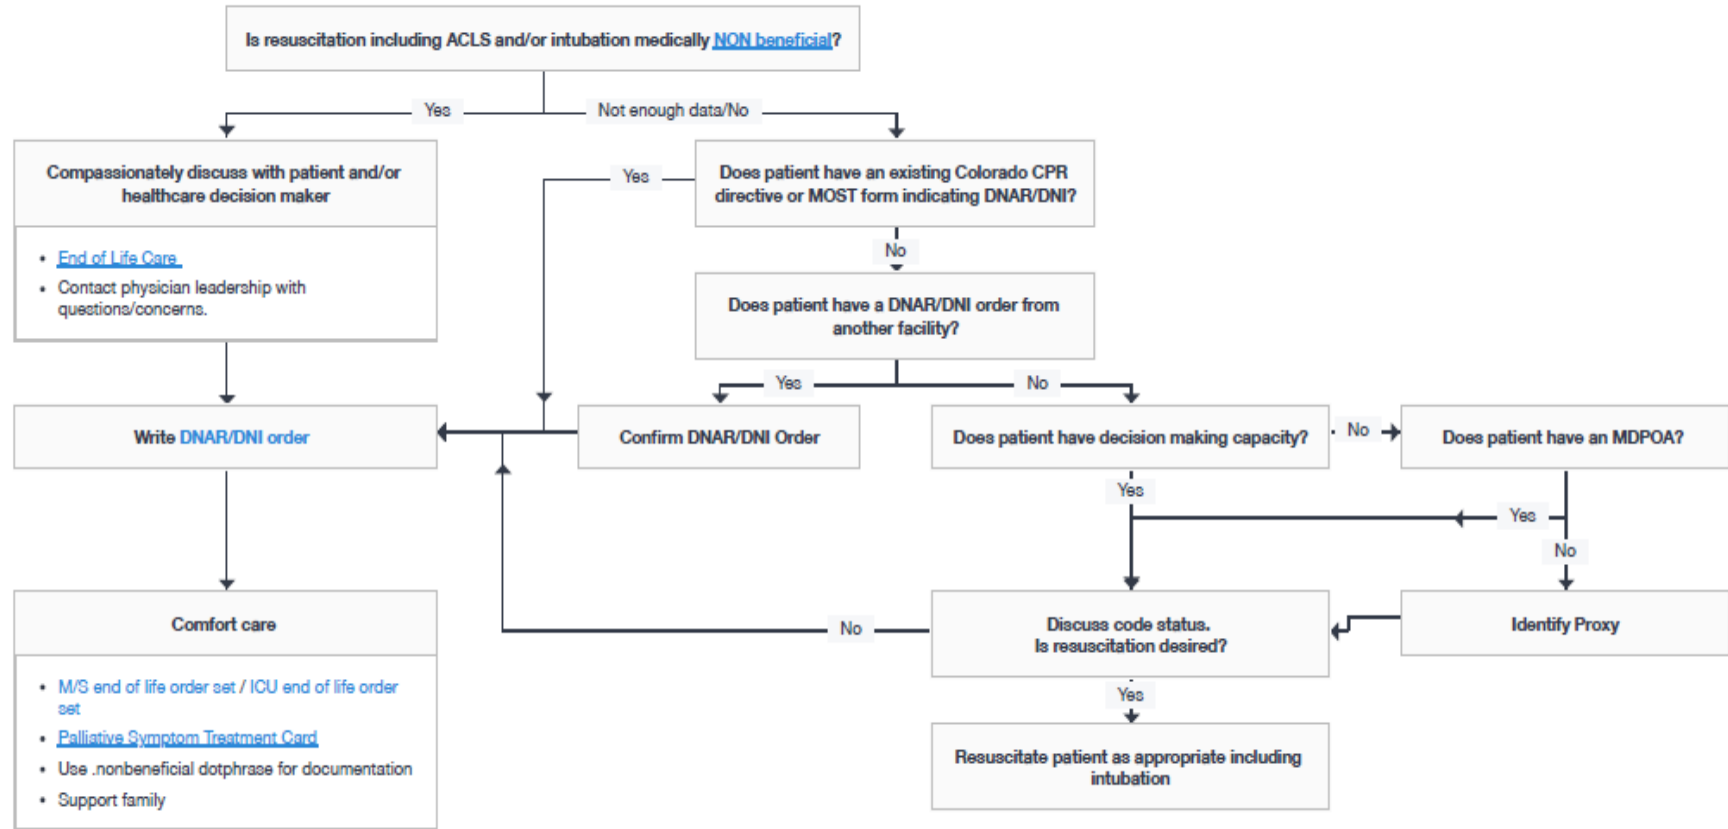 Is resuscitation including ACLS and/or intubation medically NON beneficial?
Yes
Not enough data/No
Compassionately discuss with patient and/or
healthcare decision maker
• End of Life Care
• Contact physician leadership with
questions/concerns.
Yes
Does patient have an existing Colorado CPR
directive or MOST form indicating DNAR/DNI?
No
Does patient have a DNAR/DNI order from
another facility?
Yes
No
Write DNAR/DNI order
Confirm DNAR/DNI Order
Does patient have decision making capacity?
No
Does patient have an MDPOA?
Yes
Yes
No
Comfort care
• M/S end of life order set / ICU end of life order
set
• Palliative Symptom Treatment Card
• Use .nonbeneficial dotphrase for documentation
• Support family
No
Discuss code status.
Is resuscitation desired?
Identify Proxy
Yes
Resuscitate patient as appropriate including
intubation